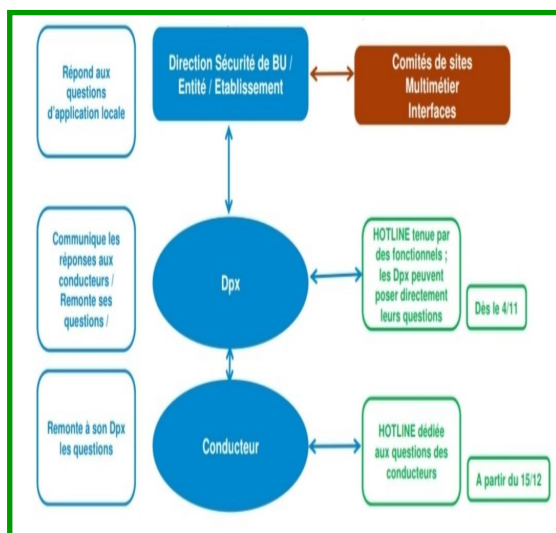 Répond aux
questions
d'application locale
Direction Sécurité de BU /
Entité / Etablissement
Comités de sites
Multimétier
Interfaces
Communique les
réponses aux
conducteurs /
Remonte ses
questions /
Dpx
HOTLINE tenue par
des fonctionnels ;
les Dpx peuvent
poser directement
leurs questions
Dès le 4/11
Remonte à son Dpx
les questions
Conducteur
HOTLINE dédiée
aux questions des
conducteurs
A partir du 15/12